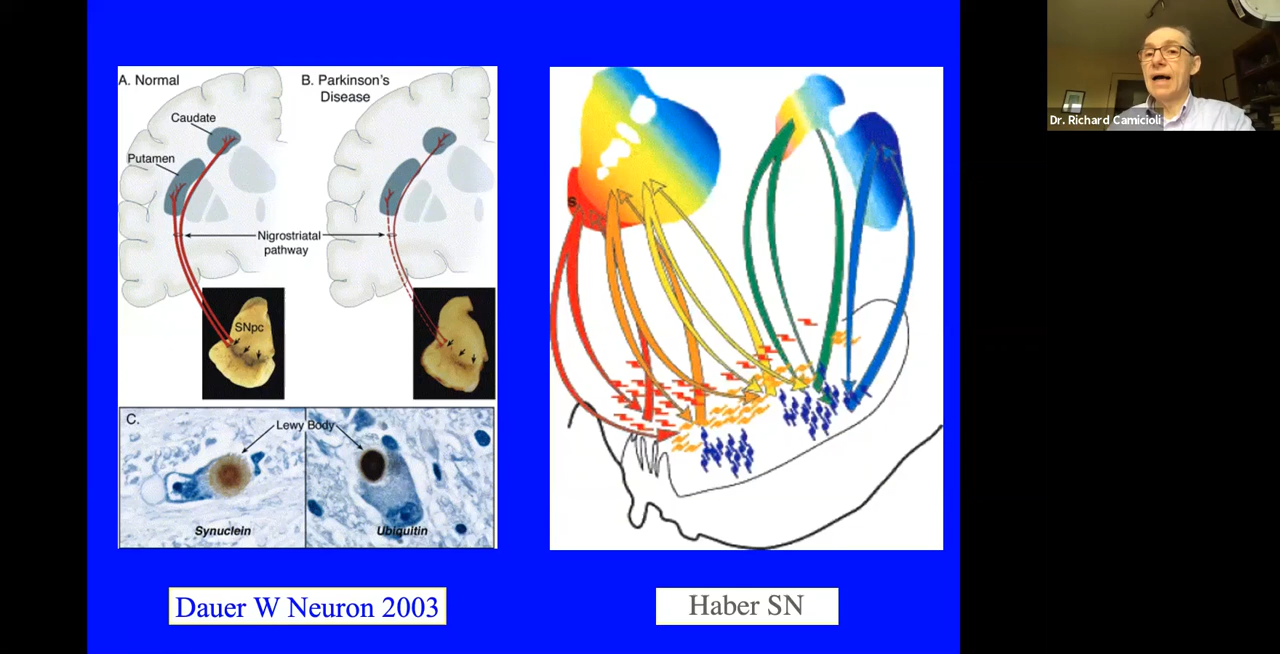 A. Normal
B. Parkinson's
Disease
Caudate
Putamen
Nigrostriatal
pathway
SNpc
C.
Lewy Body
Synuclein
Ubiquitin
S
Dauer W Neuron 2003
Haber SN
Dr. Richard Camicioli